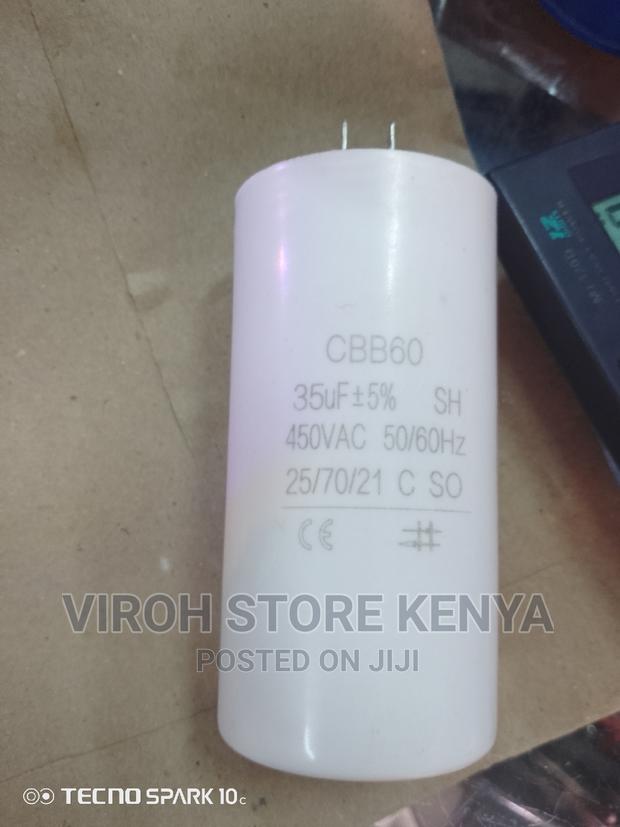 CBB60
35uF±5% SH
450VAC 50/60Hz
25/70/21 C SO
CE
VIROH STORE KENYA
POSTED ON JIJI
TECNO SPARK 10c